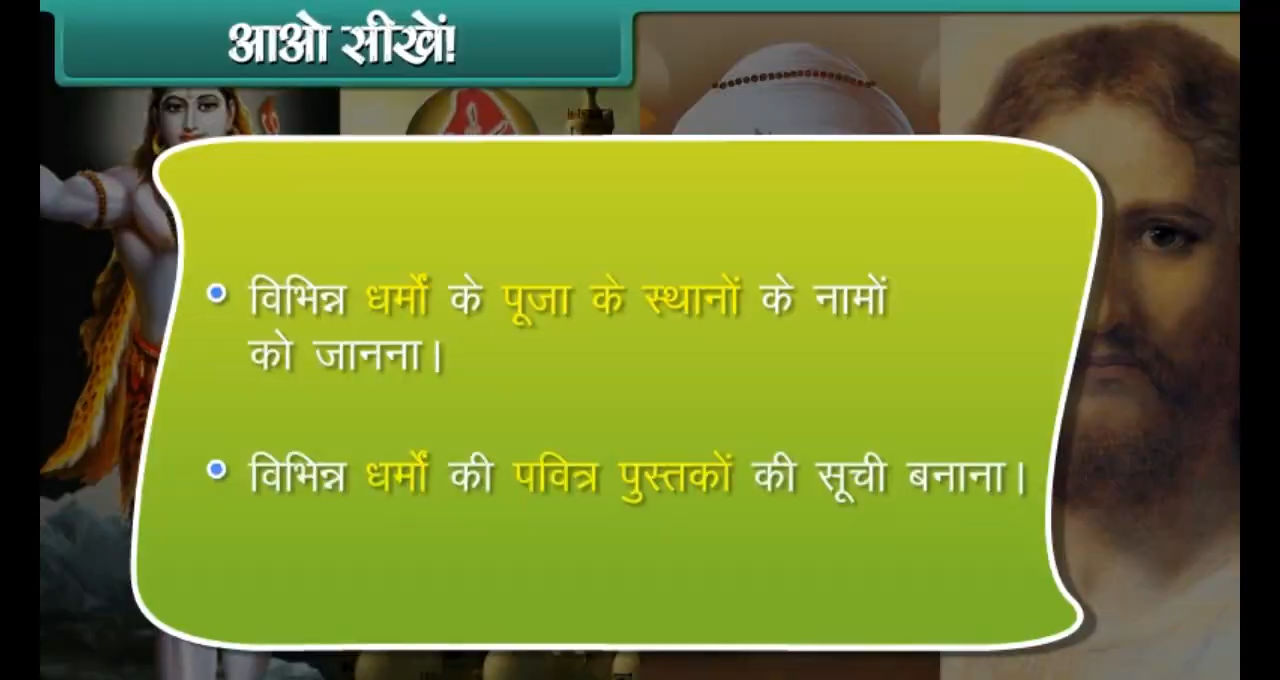 आओ सीखें!
विभिन्न धर्मों के पूजा के स्थानों के नामों
को जानना।
विभिन्न धर्मों की पवित्र पुस्तकों की सूची बनाना।